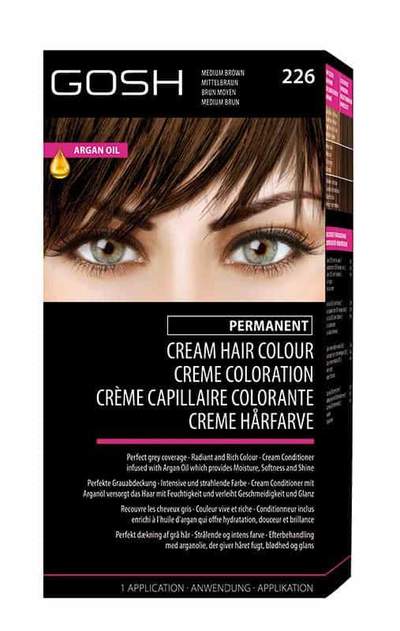 GOSH
MEDIUM BROWN
MITTELBRAUN
BRUN MOYEN
MEDIUM BRUN
226
ARGAN OIL
PERMANENT
CREAM HAIR COLOUR
CREME COLORATION
CRÈME CAPILLAIRE COLORANTE
CREME HÅRFARVE
Perfect grey coverage - Radiant and Rich Colour - Cream Conditioner
infused with Argan Oil which provides Moisture, Softness and Shine
Perfekte Grauabdeckung - Intensive und strahlende Farbe - Cream Conditioner mit
Arganöl versorgt das Haar mit Feuchtigkeit und verleiht Geschmeidigkeit und Glanz
Recouvre les cheveux gris - Couleur vive et riche - Conditionneur inclus
enrichi à l'huile d'argan qui offre hydratation, douceur et brillance
Perfekt dækning af grå hår - Strålende og intens farve - Efterbehandling
med arganolie, der giver håret fugt, blødhed og glans
1 APPLICATION - ANWENDUNG - APPLIKATION